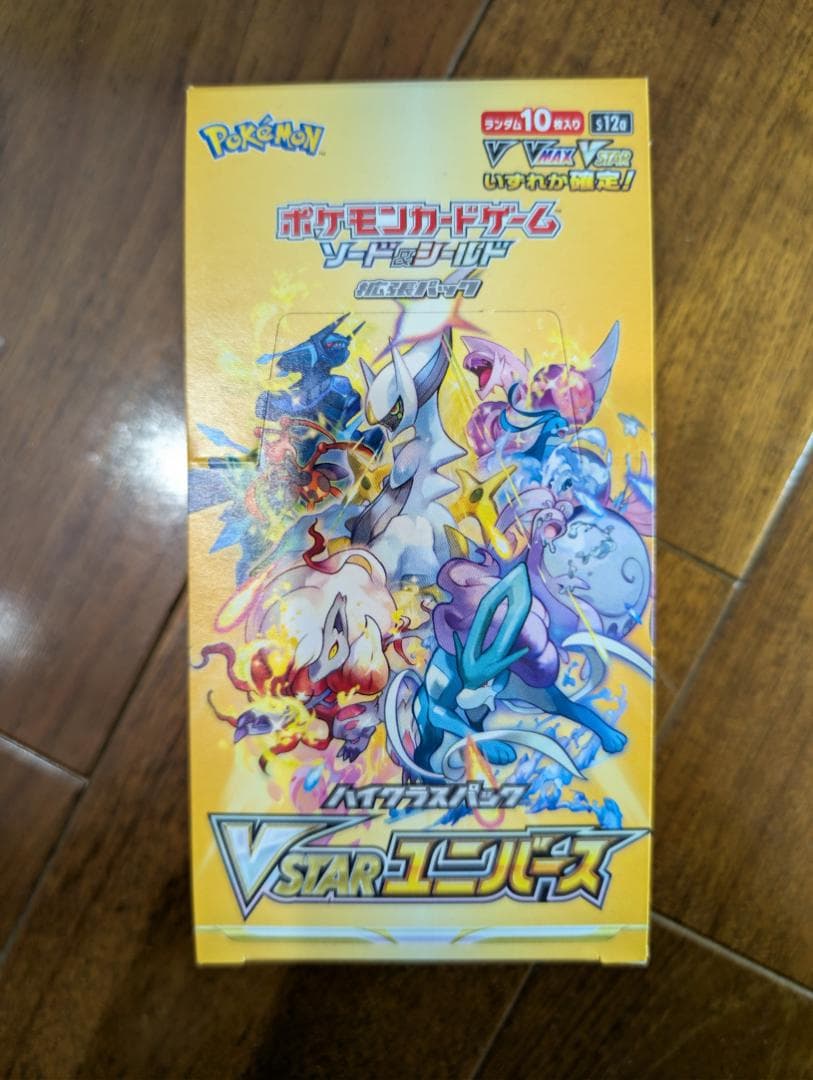 POKéMON
ランダム10枚入り S12a
V VMAX VSTAR
いずれか確定!
ポケモンカードゲーム
ソード&シールド
拡張パック
ハイクラスパック
VSTARユニバース